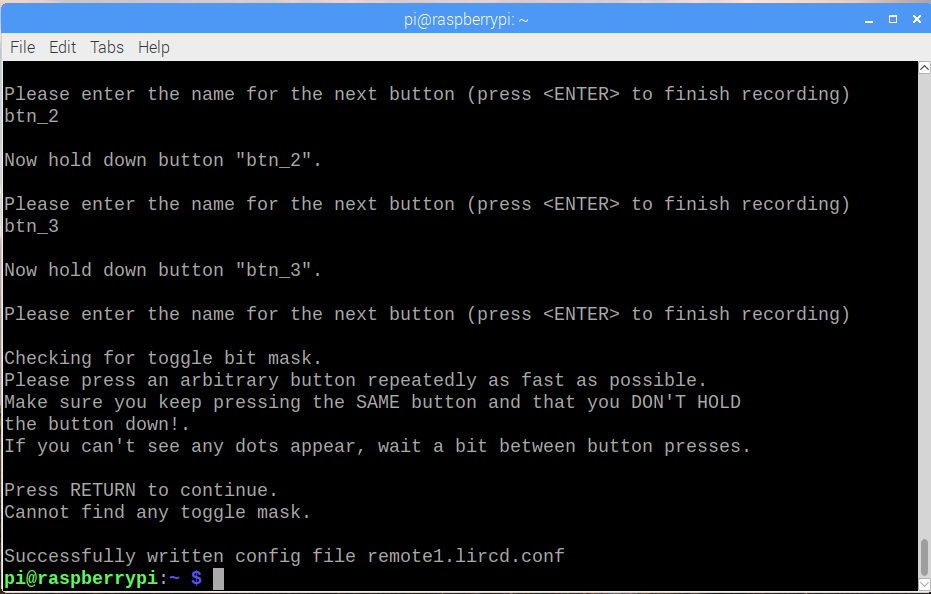 pi@raspberrypi: ~
File Edit Tabs Help
Please enter the name for the next button (press <ENTER> to finish recording)
btn_2
Now hold down button "btn_2".
Please enter the name for the next button (press <ENTER> to finish recording)
btn_3
Now hold down button "btn_3".
Please enter the name for the next button (press <ENTER> to finish recording)
Checking for toggle bit mask.
Please press an arbitrary button repeatedly as fast as possible.
Make sure you keep pressing the SAME button and that you DON'T HOLD
the button down!.
If you can't see any dots appear, wait a bit between button presses.
Press RETURN to continue.
Cannot find any toggle mask.
Successfully written config file remote1.lircd.conf
pi@raspberrypi:~ $